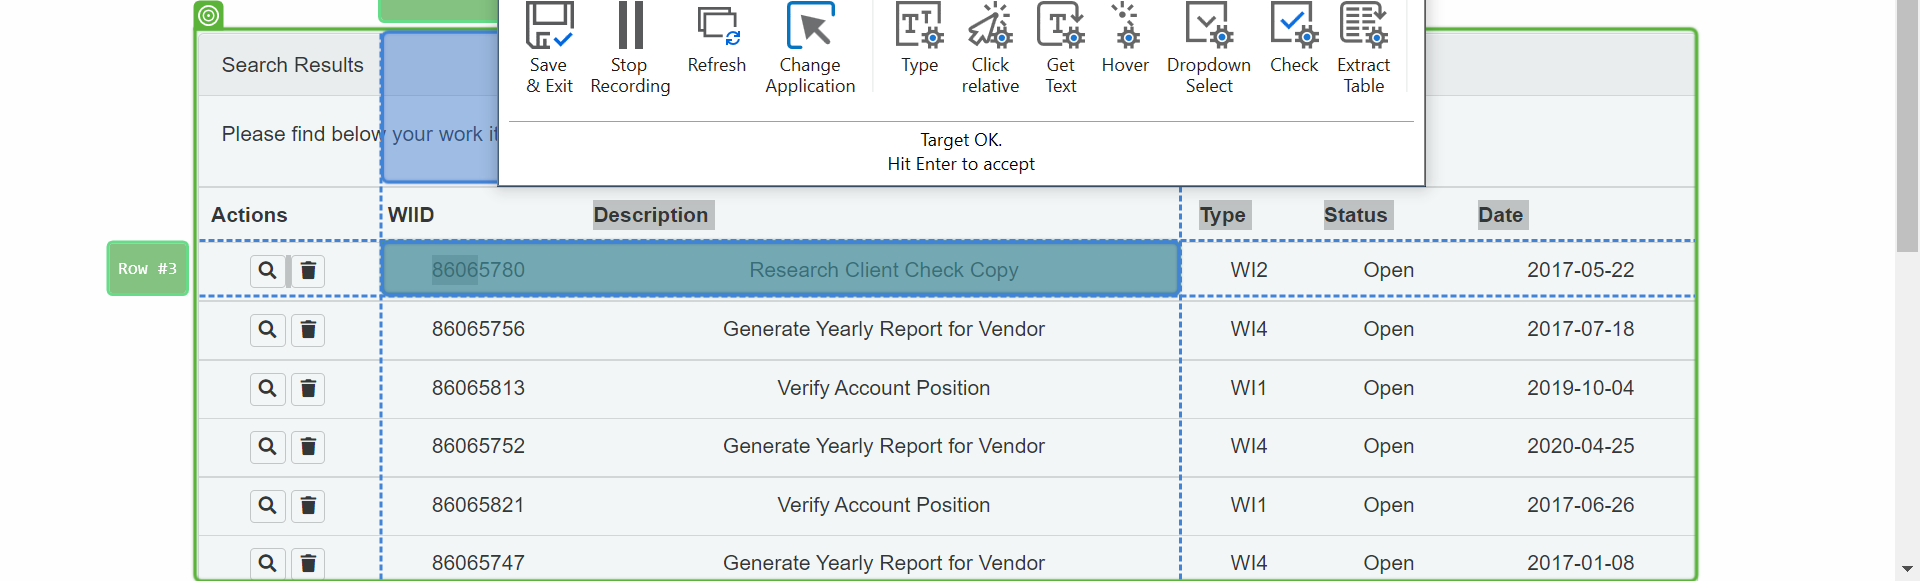 Save & Exit
Stop Recording
Refresh
Change Application
Type
Click relative
Get Text
Hover
Dropdown Select
Check
Extract Table
Search Results
Please find below your work it
Target OK.
Hit Enter to accept
Actions WIID Description Type Status Date
Row #3
86065780 Research Client Check Copy WI2 Open 2017-05-22
86065756 Generate Yearly Report for Vendor WI4 Open 2017-07-18
86065813 Verify Account Position WI1 Open 2019-10-04
86065752 Generate Yearly Report for Vendor WI4 Open 2020-04-25
86065821 Verify Account Position WI1 Open 2017-06-26
86065747 Generate Yearly Report for Vendor WI4 Open 2017-01-08